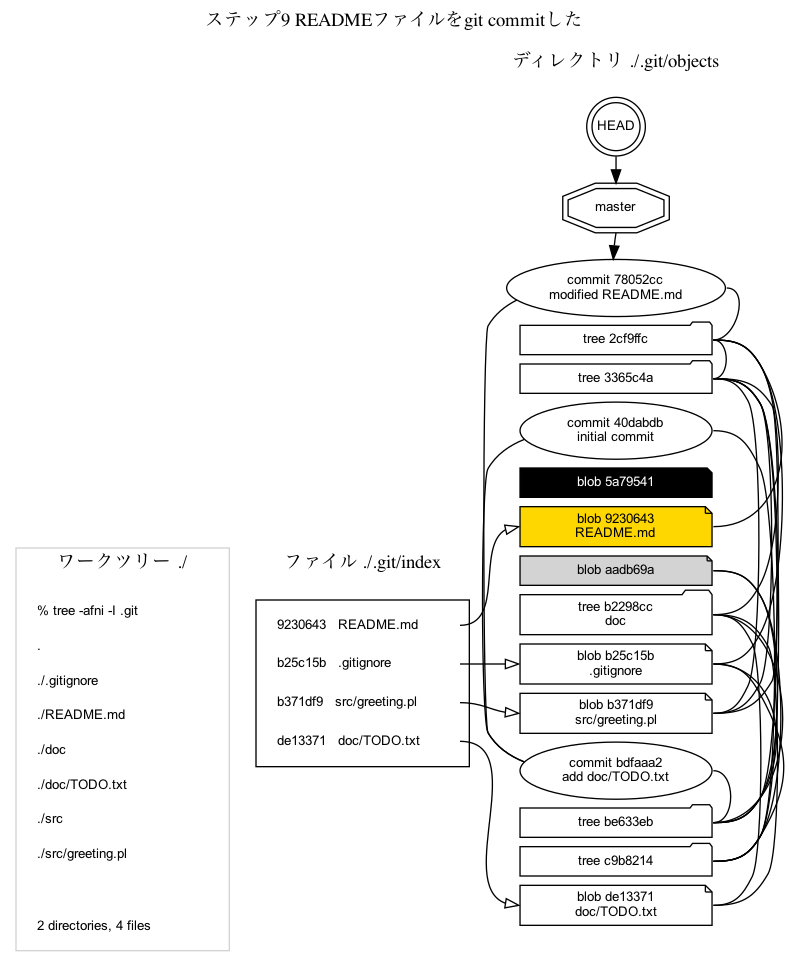 ステップ9 READMEファイルをgit commitした
ディレクトリ ./.git/objects
HEAD
master
commit 78052cc
modified README.md
tree 2cf9ffc
tree 3365c4a
commit 40dabdb
initial commit
blob 5a79541
blob 9230643
README.md
blob aadb69a
tree b2298cc
doc
blob b25c15b
.gitignore
blob b371df9
src/greeting.pl
commit bdfaaa2
add doc/TODO.txt
tree be633eb
tree c9b8214
blob de13371
doc/TODO.txt
ファイル ./.git/index
9230643 README.md
b25c15b .gitignore
b371df9 src/greeting.pl
de13371 doc/TODO.txt
ワークツリー ./
% tree -afni -I .git
.
./.gitignore
./README.md
./doc
./doc/TODO.txt
./src
./src/greeting.pl
2 directories, 4 files